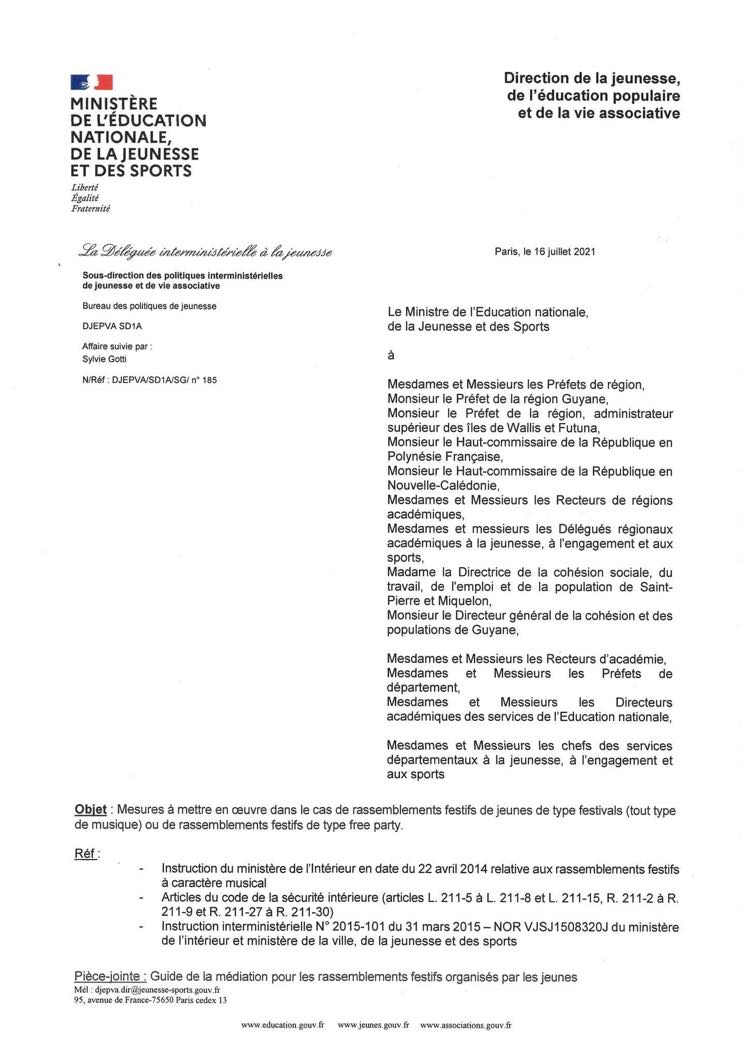 MINISTÈRE
DE L'ÉDUCATION
NATIONALE,
DE LA JEUNESSE
ET DES SPORTS
Liberté
Égalité
Fraternité
Direction de la jeunesse,
de l'éducation populaire
et de la vie associative
La Déléguée interministérielle à la jeunesse
Sous-direction des politiques interministérielles
de jeunesse et de vie associative
Bureau des politiques de jeunesse
DJEPVA SD1A
Affaire suivie par :
Sylvie Gotti
N/Réf : DJEPVA/SD1A/SG/ n° 185
Paris, le 16 juillet 2021
Le Ministre de l'Education nationale,
de la Jeunesse et des Sports
à
Mesdames et Messieurs les Préfets de région,
Monsieur le Préfet de la région Guyane,
Monsieur le Préfet de la région, administrateur
supérieur des îles de Wallis et Futuna,
Monsieur le Haut-commissaire de la République en
Polynésie Française,
Monsieur le Haut-commissaire de la République en
Nouvelle-Calédonie,
Mesdames et Messieurs les Recteurs de régions
académiques,
Mesdames et messieurs les Délégués régionaux
académiques à la jeunesse, à l'engagement et aux
sports,
Madame la Directrice de la cohésion sociale, du
travail, de l'emploi et de la population de Saint-
Pierre et Miquelon,
Monsieur le Directeur général de la cohésion et des
populations de Guyane,
Mesdames et Messieurs les Recteurs d'académie,
Mesdames et Messieurs les Préfets de
département,
Mesdames et Messieurs les Directeurs
académiques des services de l'Education nationale,
Mesdames et Messieurs les chefs des services
départementaux à la jeunesse, à l'engagement et
aux sports
Objet : Mesures à mettre en œuvre dans le cas de rassemblements festifs de jeunes de type festivals (tout type
de musique) ou de rassemblements festifs de type free party.
Réf :
- Instruction du ministère de l'Intérieur en date du 22 avril 2014 relative aux rassemblements festifs
à caractère musical
- Articles du code de la sécurité intérieure (articles L. 211-5 à L. 211-8 et L. 211-15, R. 211-2 à R.
211-9 et R. 211-27 à R. 211-30)
- Instruction interministérielle N° 2015-101 du 31 mars 2015 – NOR VJSJ1508320J du ministère
de l'intérieur et ministère de la ville, de la jeunesse et des sports
Pièce-jointe : Guide de la médiation pour les rassemblements festifs organisés par les jeunes
Mél : djepva.dir@jeunesse-sports.gouv.fr
95, avenue de France-75650 Paris cedex 13
www.education.gouv.fr www.jeunes.gouv.fr www.associations.gouv.fr